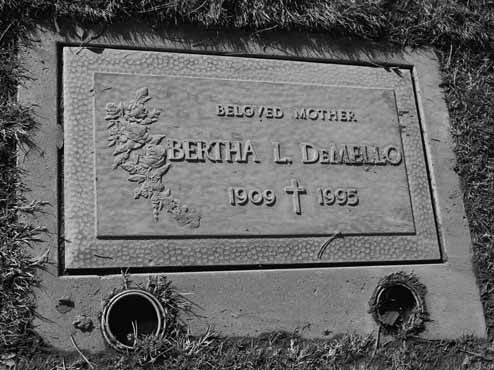 BELOVED MOTHER
BERTHA L. DeMELLO
1909 1995